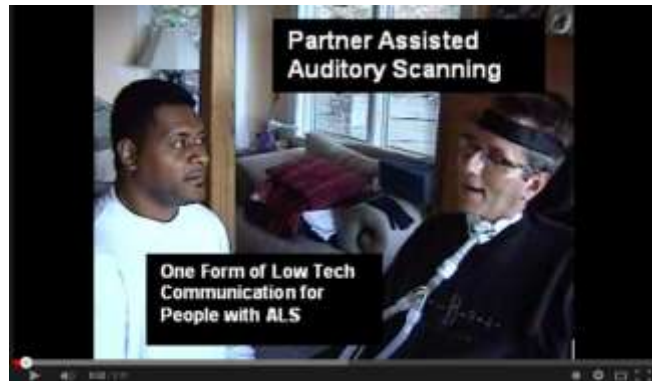 Partner Assisted
Auditory Scanning
One Form of Low Tech
Communication for
People with ALS